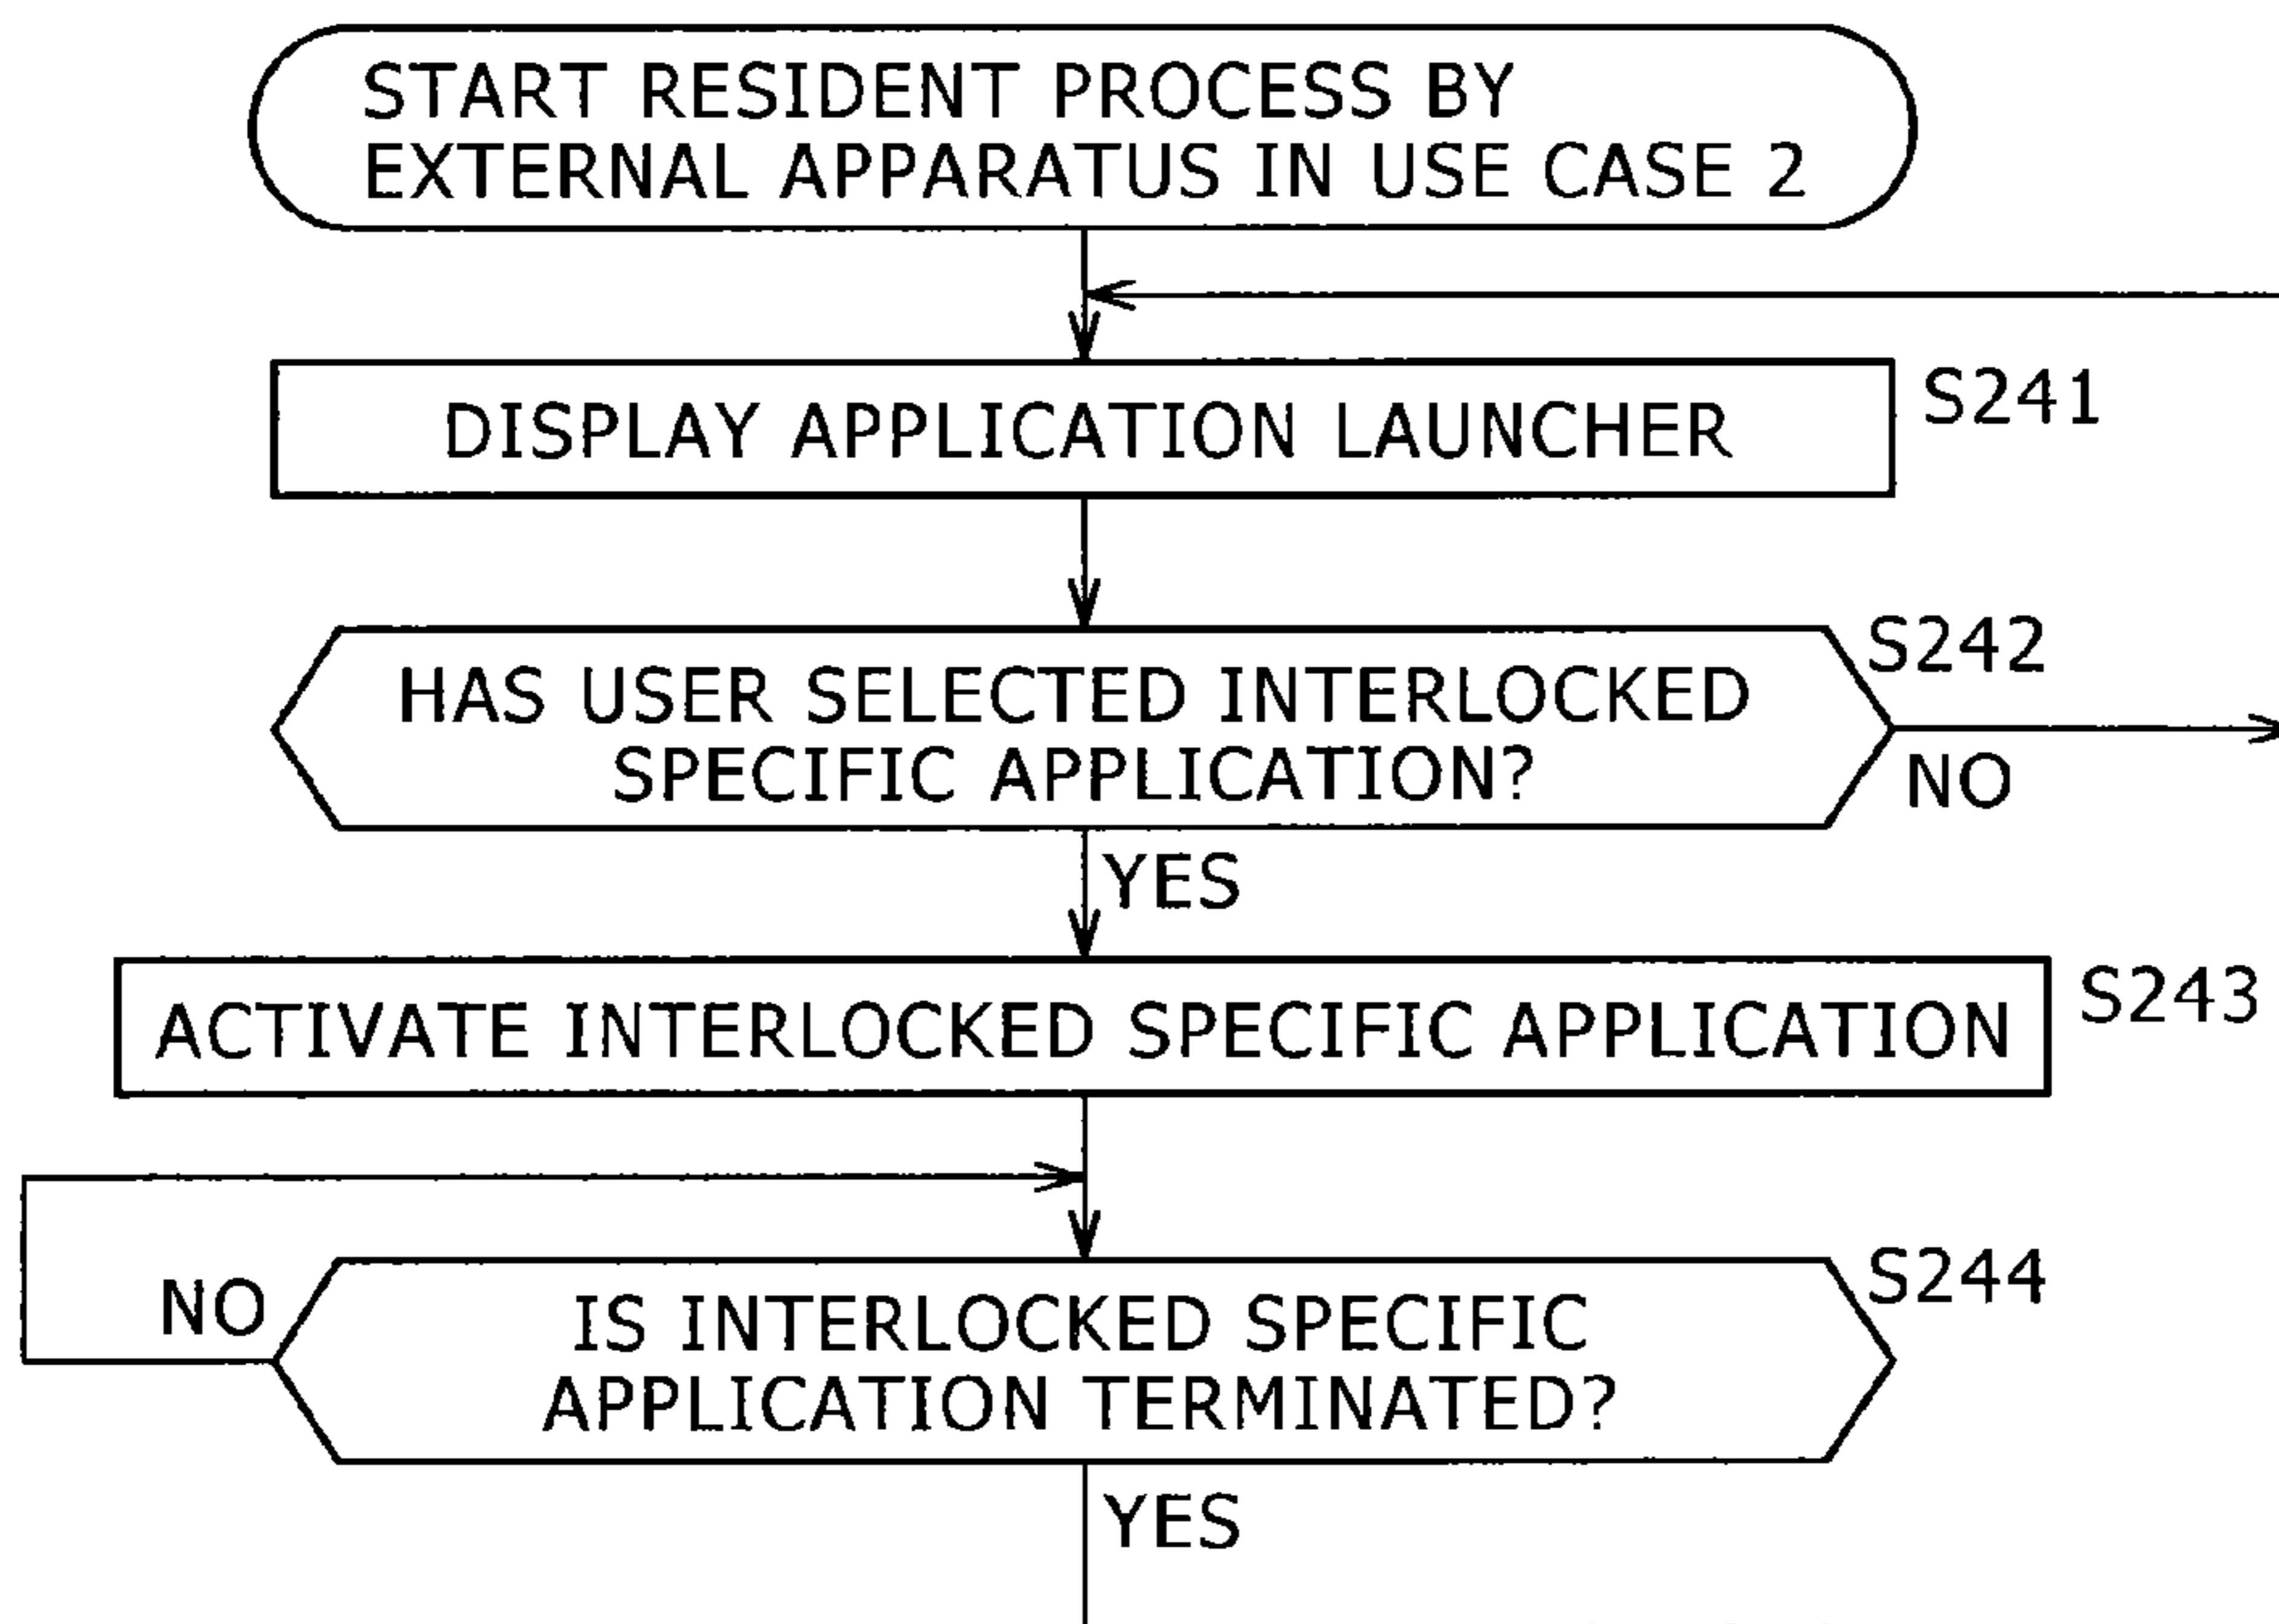 START RESIDENT PROCESS BY
EXTERNAL APPARATUS IN USE CASE 2
DISPLAY APPLICATION LAUNCHER
S241
HAS USER SELECTED INTERLOCKED
SPECIFIC APPLICATION?
S242
NO
YES
ACTIVATE INTERLOCKED SPECIFIC APPLICATION
S243
NO
IS INTERLOCKED SPECIFIC
APPLICATION TERMINATED?
S244
YES